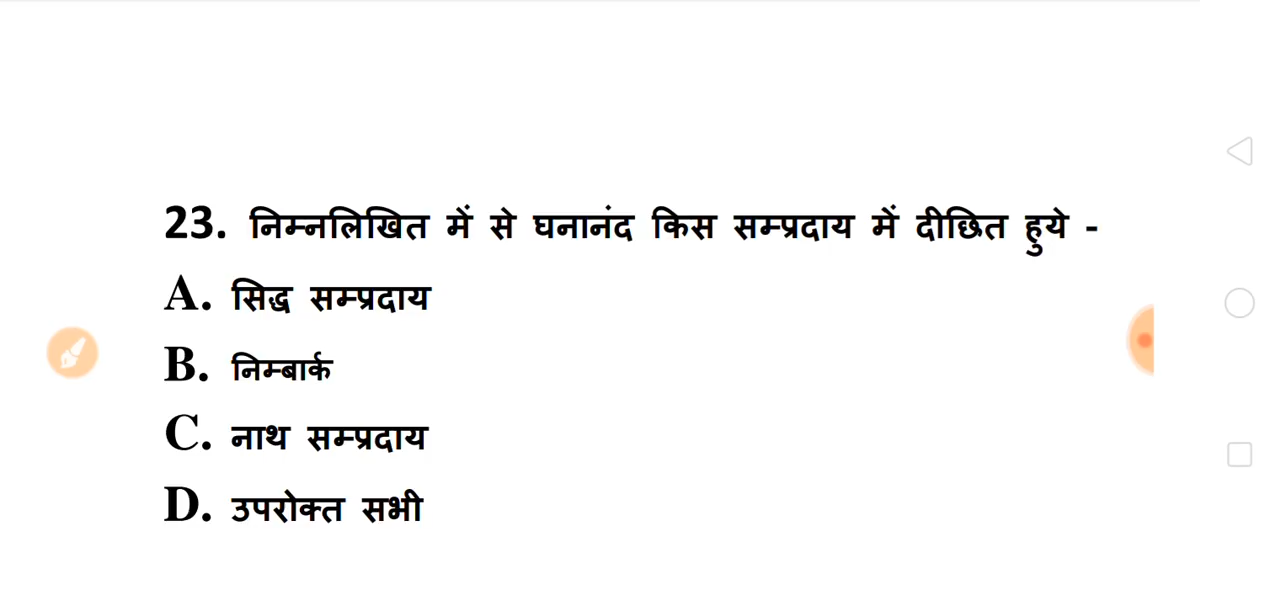 23. निम्नलिखित में से घनानंद किस सम्प्रदाय में दीछित हुये -
A. सिद्ध सम्प्रदाय
B. निम्बार्क
C. नाथ सम्प्रदाय
D. उपरोक्त सभी